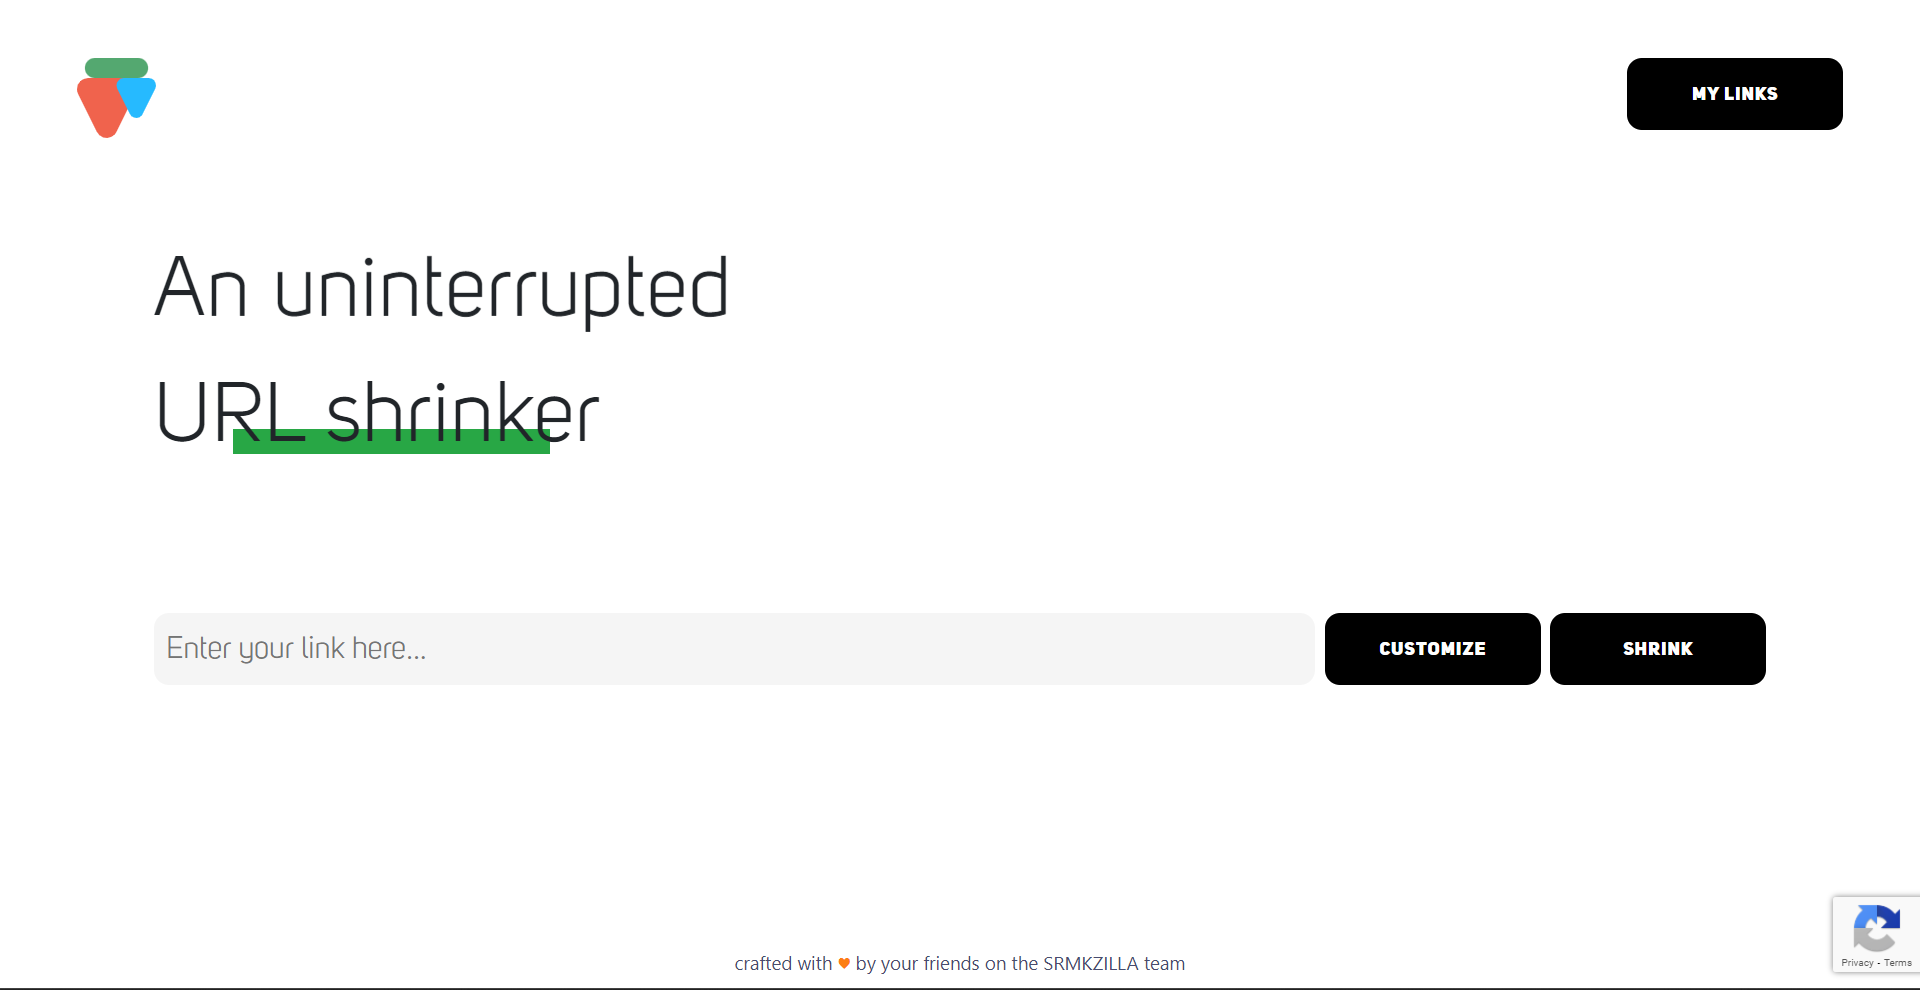 MY LINKS
An uninterrupted
URL shrinker
Enter your link here...
CUSTOMIZE
SHRINK
crafted with 🧡 by your friends on the SRMKZILLA team
Privacy - Terms